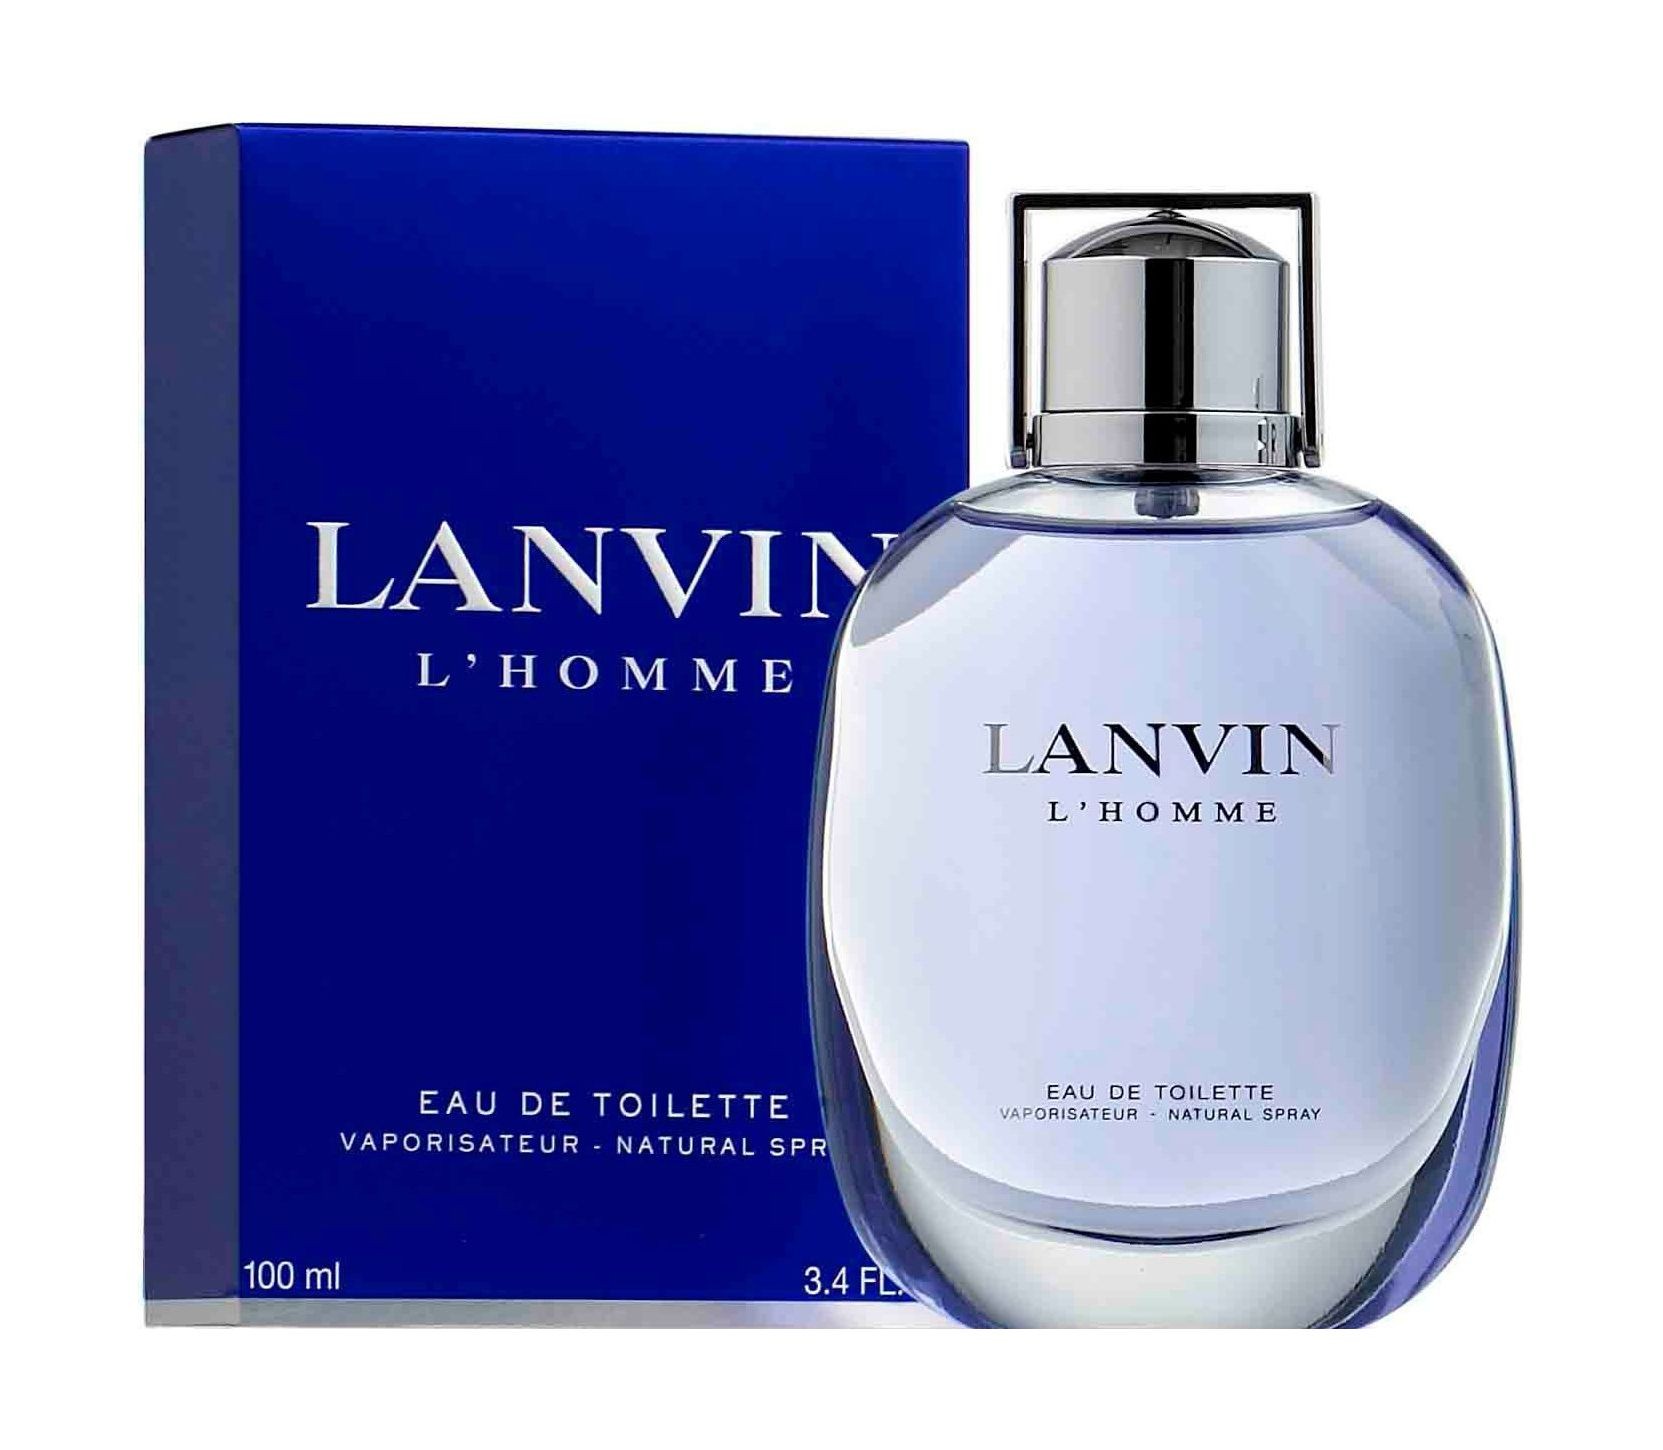 LANVIN
L'HOMME
EAU DE TOILETTE
VAPORISATEUR - NATURAL SPR
100 ml
3.4 FL.
LANVIN
L'HOMME
EAU DE TOILETTE
VAPORISATEUR - NATURAL SPRAY